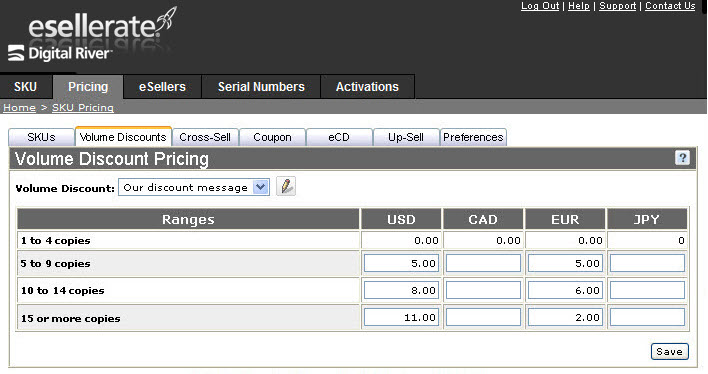 Log Out | Help | Support | Contact Us
esellerate
Digital River
SKU Pricing eSellers Serial Numbers Activations
Home > SKU Pricing
SKUs Volume Discounts Cross-Sell Coupon eCD Up-Sell Preferences
Volume Discount Pricing ?
Volume Discount: Our discount message
Ranges USD CAD EUR JPY
1 to 4 copies 0.00 0.00 0.00 0
5 to 9 copies 5.00 5.00
10 to 14 copies 8.00 6.00
15 or more copies 11.00 2.00
Save